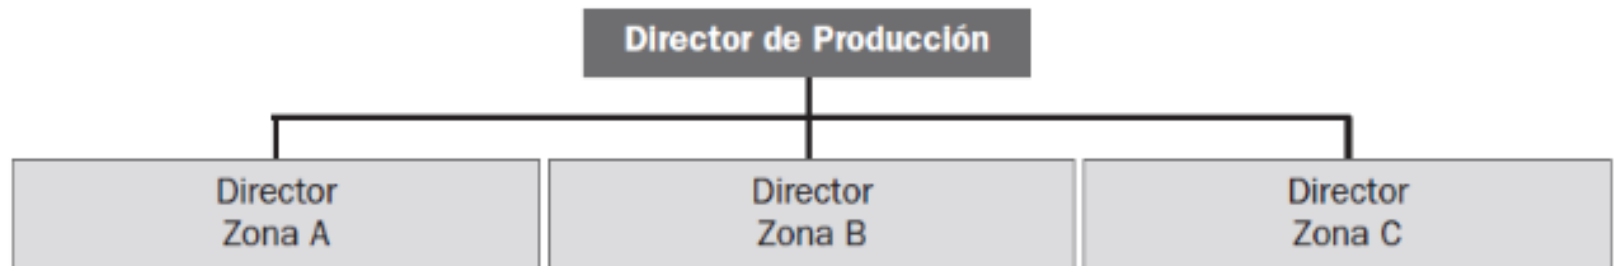 Director de Producción
Director
Zona A
Director
Zona B
Director
Zona C